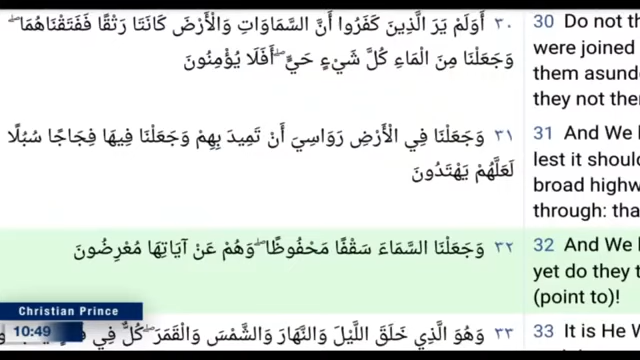 ٣٠ أَوَلَمْ يَرَ الَّذِينَ كَفَرُوا أَنَّ السَّمَاوَاتِ وَالْأَرْضَ كَانَتَا رَتْقًا فَفَتَقْنَاهُمَا ۖ
وَجَعَلْنَا مِنَ الْمَاءِ كُلَّ شَيْءٍ حَيٍّ ۖ أَفَلَا يُؤْمِنُونَ
30 Do not th
were joined
them asunde
they not the
٣١ وَجَعَلْنَا فِي الْأَرْضِ رَوَاسِيَ أَنْ تَمِيدَ بِهِمْ وَجَعَلْنَا فِيهَا فِجَاجًا سُبُلًا
لَعَلَّهُمْ يَهْتَدُونَ
31 And We h
lest it shoul
broad highw
through: tha
٣٢ وَجَعَلْنَا السَّمَاءَ سَقْفًا مَحْفُوظًا ۖ وَهُمْ عَنْ آيَاتِهَا مُعْرِضُونَ
32 And We h
yet do they t
(point to)!
٣٣ وَهُوَ الَّذِي خَلَقَ اللَّيْلَ وَالنَّهَارَ وَالشَّمْسَ وَالْقَمَرَ ۖ كُلٌّ فِي
33 It is He W
Christian Prince
10:49